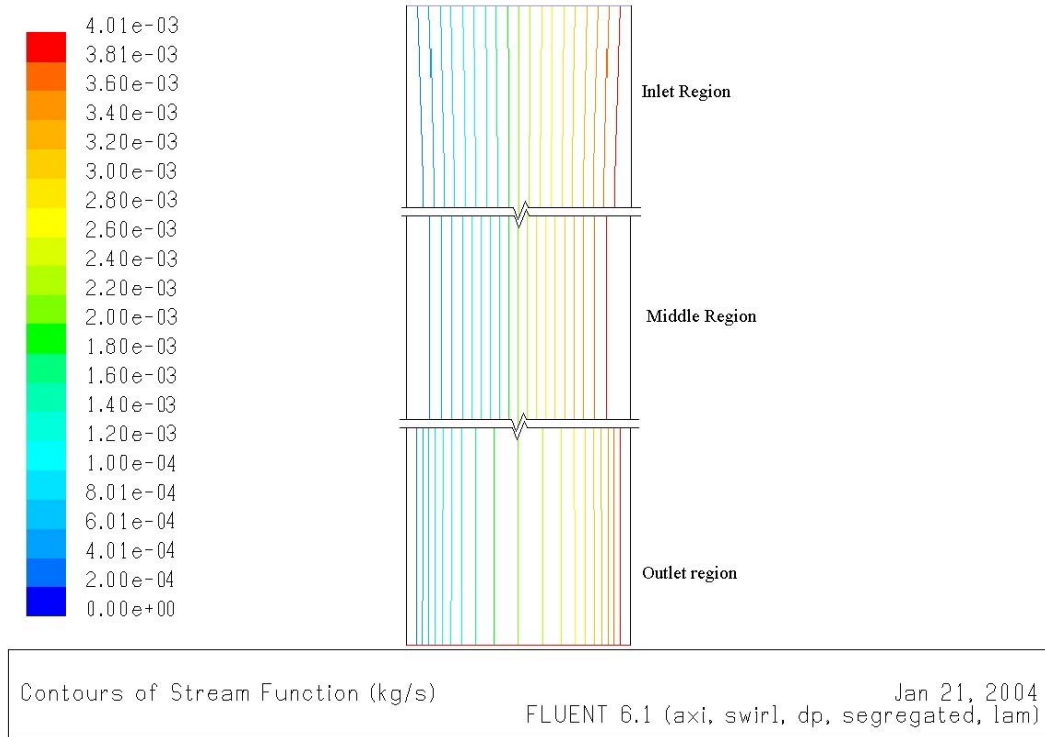 4.01e-03
3.81e-03
3.60e-03
3.40e-03
3.20e-03
3.00e-03
2.80e-03
2.60e-03
2.40e-03
2.20e-03
2.00e-03
1.80e-03
1.60e-03
1.40e-03
1.20e-03
1.00e-04
8.01e-04
6.01e-04
4.01e-04
2.00e-04
0.00e+00
Inlet Region
Middle Region
Outlet region
Contours of Stream Function (kg/s)
Jan 21, 2004
FLUENT 6.1 (axi, swirl, dp, segregated, lam)